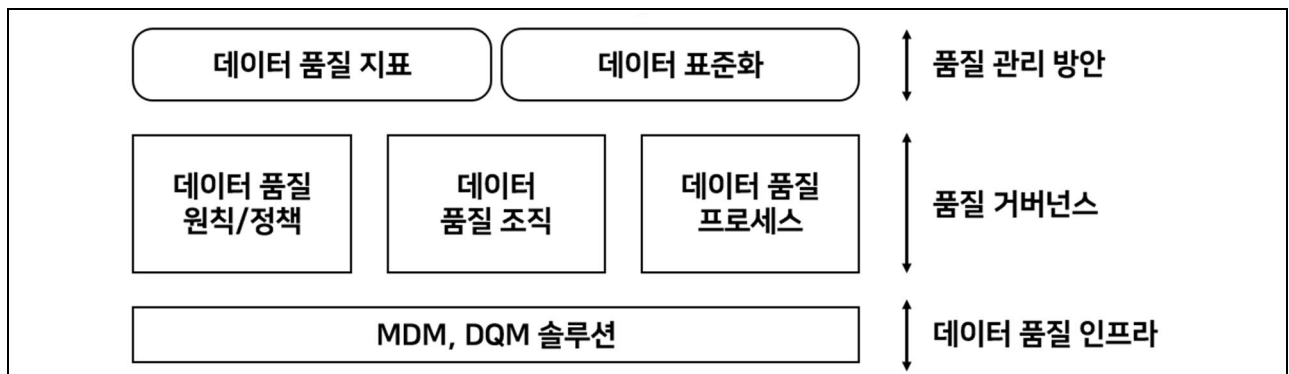 데이터 품질 지표
데이터 표준화
품질 관리 방안
데이터 품질
원칙/정책
데이터
품질 조직
데이터 품질
프로세스
품질 거버넌스
MDM, DQM 솔루션
데이터 품질 인프라